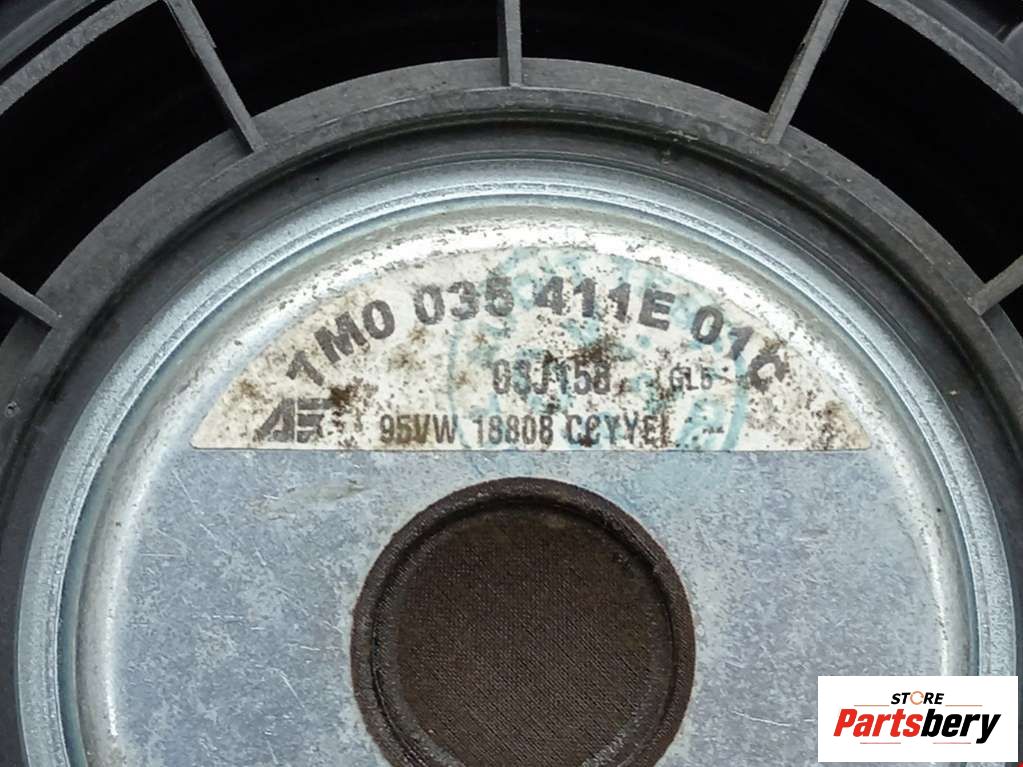 1M0 035 411E 01C
03J158 GL5
95VW 18808 CCYYEL
STORE
Partsbery